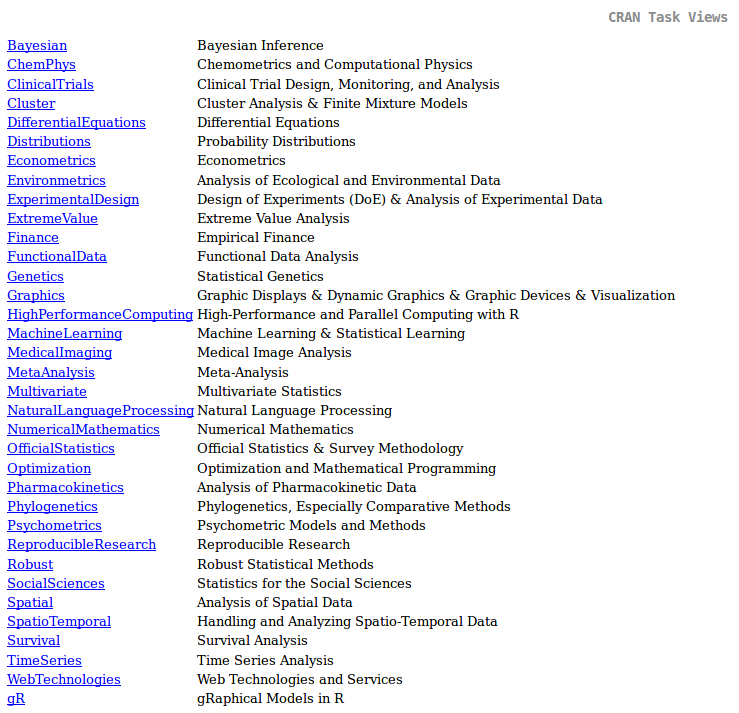 CRAN Task Views
Bayesian Bayesian Inference
ChemPhys Chemometrics and Computational Physics
ClinicalTrials Clinical Trial Design, Monitoring, and Analysis
Cluster Cluster Analysis & Finite Mixture Models
DifferentialEquations Differential Equations
Distributions Probability Distributions
Econometrics Econometrics
Environmetrics Analysis of Ecological and Environmental Data
ExperimentalDesign Design of Experiments (DoE) & Analysis of Experimental Data
ExtremeValue Extreme Value Analysis
Finance Empirical Finance
FunctionalData Functional Data Analysis
Genetics Statistical Genetics
Graphics Graphic Displays & Dynamic Graphics & Graphic Devices & Visualization
HighPerformanceComputing High-Performance and Parallel Computing with R
MachineLearning Machine Learning & Statistical Learning
MedicalImaging Medical Image Analysis
MetaAnalysis Meta-Analysis
Multivariate Multivariate Statistics
NaturalLanguageProcessing Natural Language Processing
NumericalMathematics Numerical Mathematics
OfficialStatistics Official Statistics & Survey Methodology
Optimization Optimization and Mathematical Programming
Pharmacokinetics Analysis of Pharmacokinetic Data
Phylogenetics Phylogenetics, Especially Comparative Methods
Psychometrics Psychometric Models and Methods
ReproducibleResearch Reproducible Research
Robust Robust Statistical Methods
SocialSciences Statistics for the Social Sciences
Spatial Analysis of Spatial Data
SpatioTemporal Handling and Analyzing Spatio-Temporal Data
Survival Survival Analysis
TimeSeries Time Series Analysis
WebTechnologies Web Technologies and Services
gR gRaphical Models in R